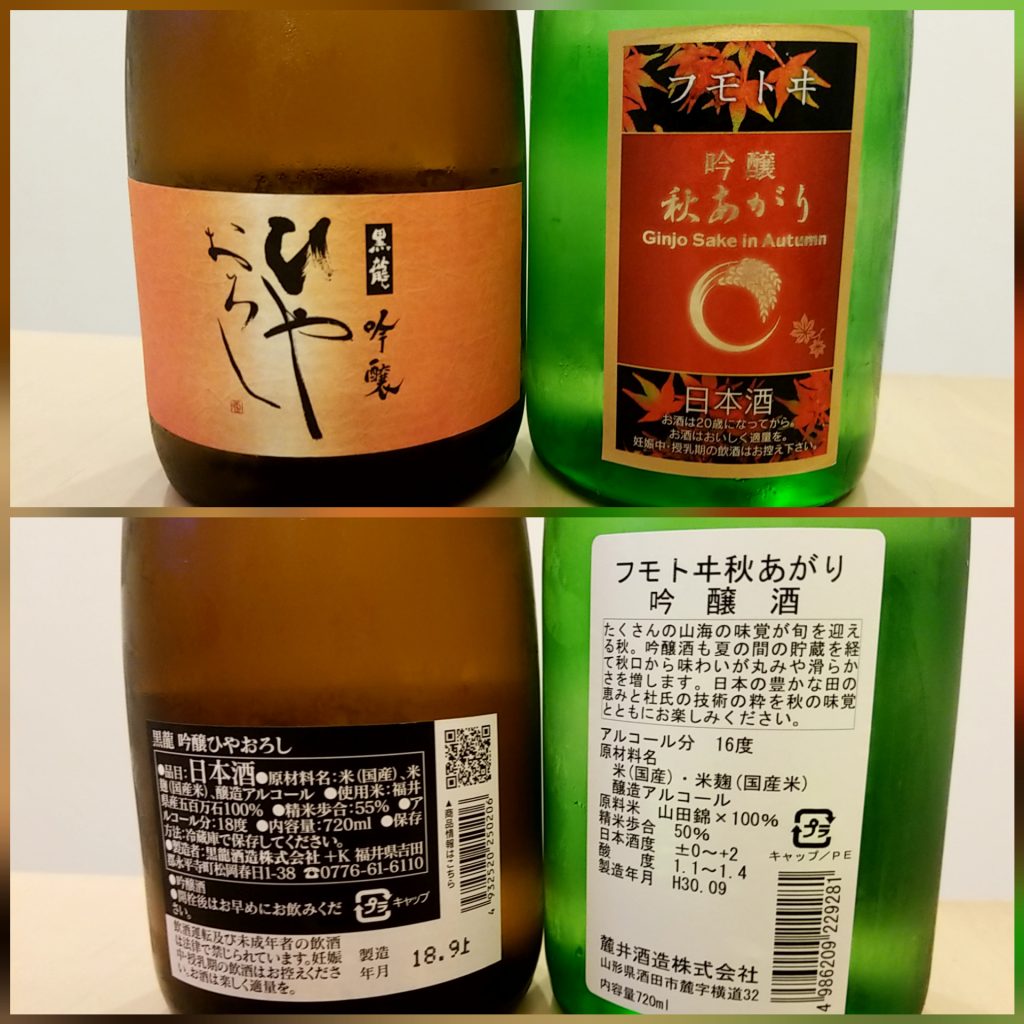 黒龍
吟醸
ひや
おろし
フモトヰ
吟醸
秋あがり
Ginjo Sake in Autumn
日本酒
お酒は20歳になってから。
お酒はおいしく適量を。
妊娠中・授乳期の飲酒はお控え下さい。
黒龍 吟醸ひやおろし
●品目：日本酒●原材料名：米（国産）、米
麹（国産米）、醸造アルコール ●使用米：福井
県産五百万石100% ●精米歩合：55% ●ア
ルコール分：18度 ●内容量：720ml ●保存
方法：冷蔵庫で保存してください。
●製造者：黒龍酒造株式会社 +K 福井県吉田
郡永平寺町松岡春日1-38 ☎0776-61-6110
●吟醸酒
●開栓後はお早めにお飲みくだ
さい。
プラ
キャップ
飲酒運転及び未成年者の飲酒
は法律で禁じられています。妊娠
中・授乳期の飲酒はお控えくださ
い。お酒は楽しく適量を。
製造
年月
18.9上
▲商品情報はこちら
4 932520 250206
フモトヰ秋あがり
吟醸酒
たくさんの山海の味覚が旬を迎え
る秋。吟醸酒も夏の間の貯蔵を経
て秋口から味わいが丸みや滑らか
さを増します。日本の豊かな田の
恵みと杜氏の技術の粋を秋の味覚
とともにお楽しみください。
アルコール分 16度
原材料名
米（国産）・米麹（国産米）
醸造アルコール
原料米 山田錦×100%
精米歩合 50%
日本酒度 ±0～+2
酸度 1.1～1.4
製造年月 H30.09
プラ
キャップ/PE
麓井酒造株式会社
山形県酒田市麓字横道32
内容量720ml
4 986209 229281